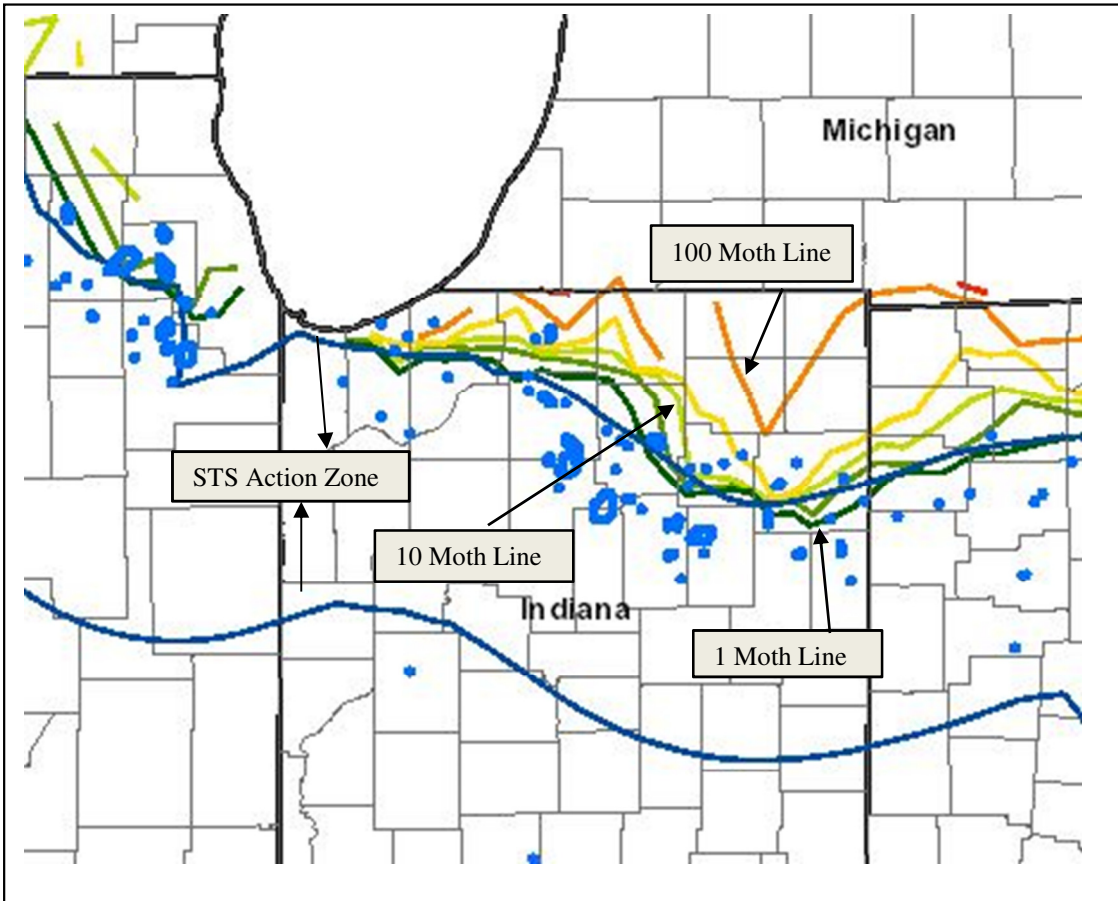 Michigan
100 Moth Line
STS Action Zone
10 Moth Line
Indiana
1 Moth Line